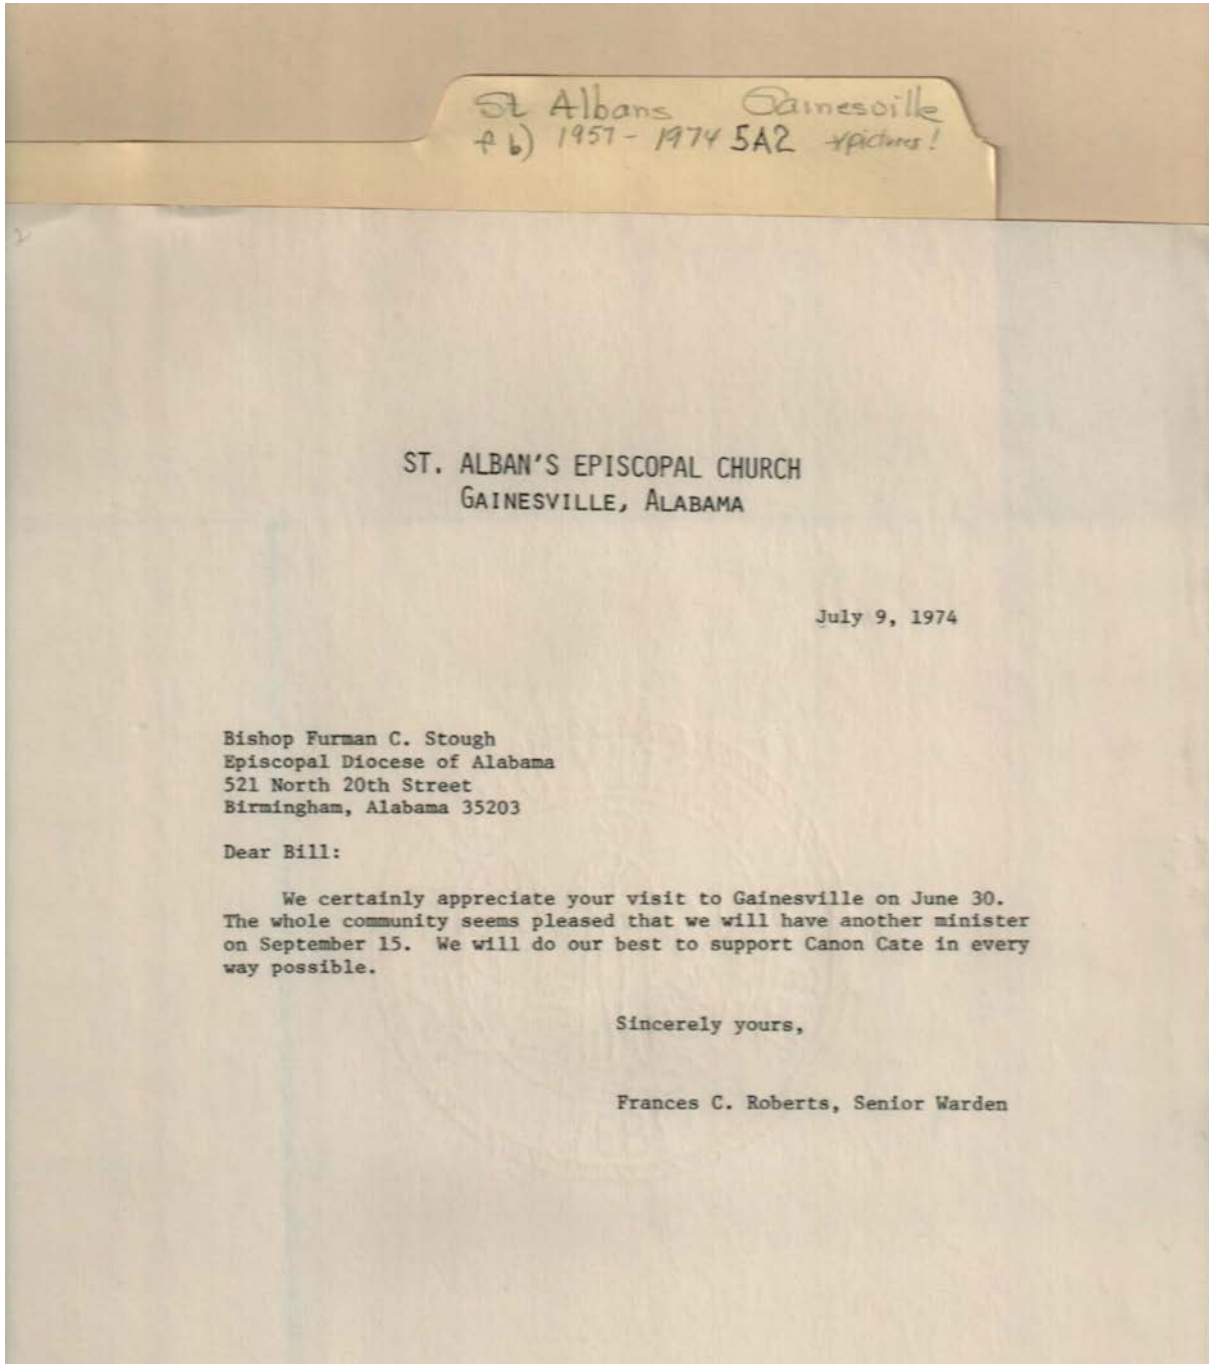 St Albans Gainesville
f b) 1957 - 1974 5A2 + pictures!
2
ST. ALBAN'S EPISCOPAL CHURCH
GAINESVILLE, ALABAMA
July 9, 1974
Bishop Furman C. Stough
Episcopal Diocese of Alabama
521 North 20th Street
Birmingham, Alabama 35203
Dear Bill:
We certainly appreciate your visit to Gainesville on June 30.
The whole community seems pleased that we will have another minister
on September 15. We will do our best to support Canon Cate in every
way possible.
Sincerely yours,
Frances C. Roberts, Senior Warden